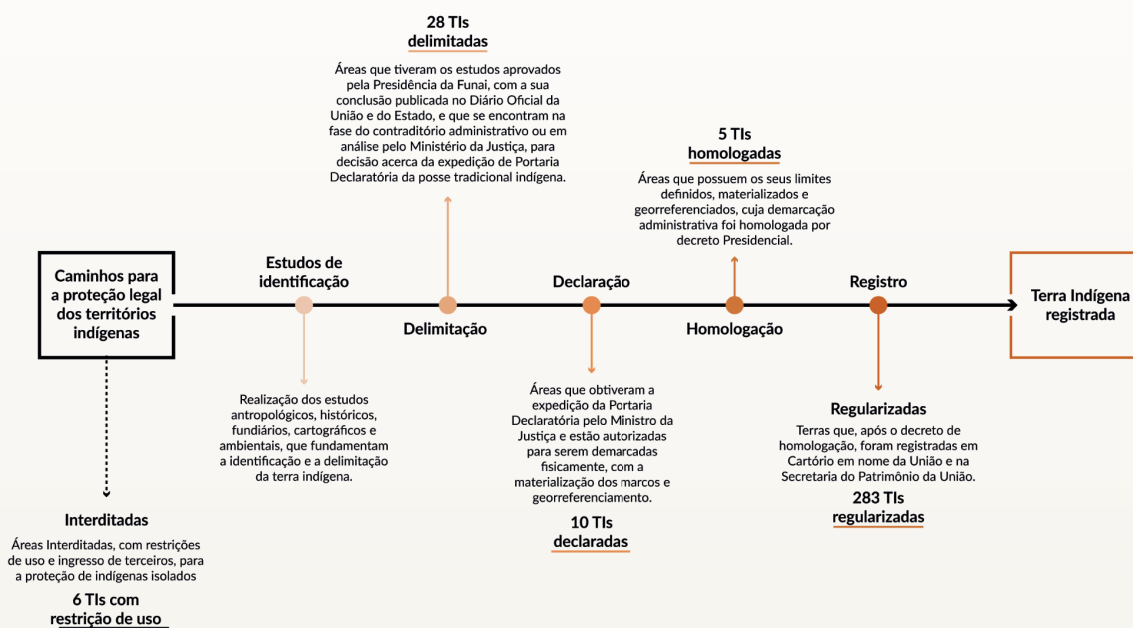 Caminhos para
a proteção legal
dos territórios
indígenas
Interditadas
Áreas Interditadas, com restrições
de uso e ingresso de terceiros, para
a proteção de indígenas isolados
6 TIs com
restrição de uso
Estudos de
identificação
Realização dos estudos
antropológicos, históricos,
fundiários, cartográficos e
ambientais, que fundamentam
a identificação e a delimitação
da terra indígena.
28 TIs
delimitadas
Áreas que tiveram os estudos aprovados
pela Presidência da Funai, com a sua
conclusão publicada no Diário Oficial da
União e do Estado, e que se encontram na
fase do contraditório administrativo ou em
análise pelo Ministério da Justiça, para
decisão acerca da expedição de Portaria
Declaratória da posse tradicional indígena.
Delimitação
Declaração
Áreas que obtiveram a
expedição da Portaria
Declaratória pelo Ministro da
Justiça e estão autorizadas
para serem demarcadas
fisicamente, com a
materialização dos marcos e
georreferenciamento.
10 TIs
declaradas
5 TIs
homologadas
Áreas que possuem os seus limites
definidos, materializados e
georreferenciados, cuja demarcação
administrativa foi homologada por
decreto Presidencial.
Homologação
Registro
Regularizadas
Terras que, após o decreto de
homologação, foram registradas em
Cartório em nome da União e na
Secretaria do Patrimônio da União.
283 TIs
regularizadas
Terra Indígena
registrada